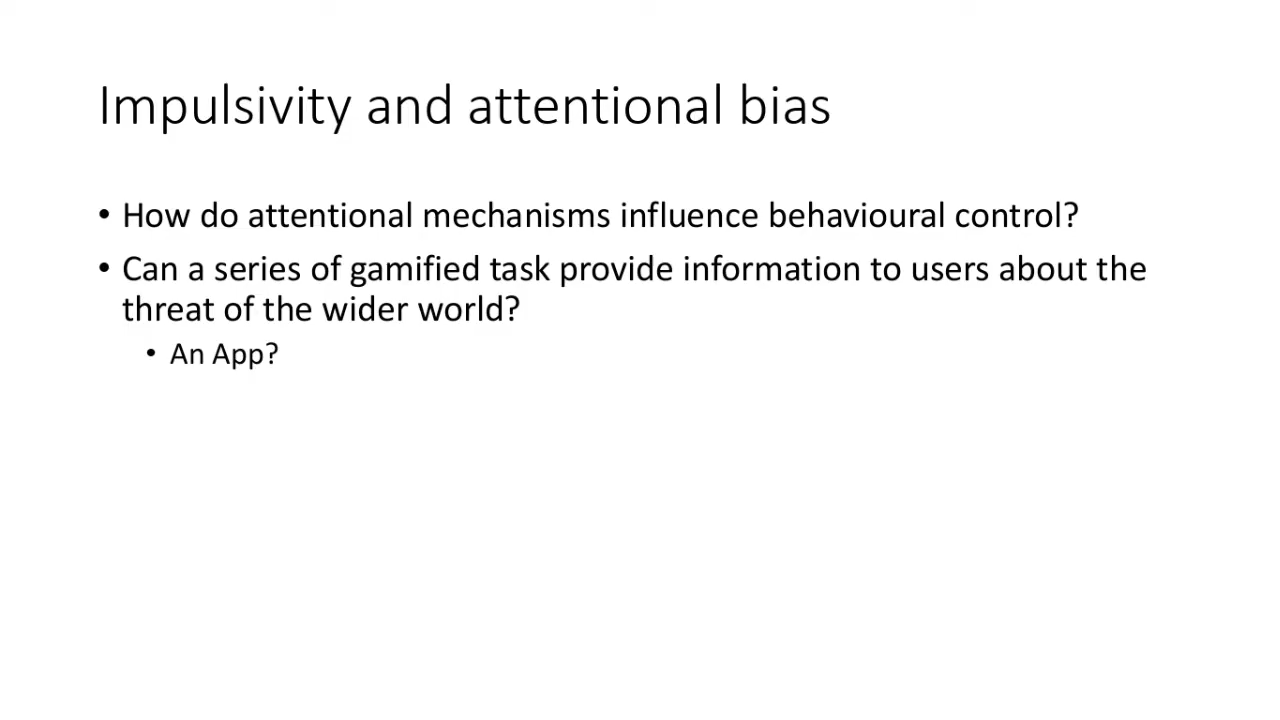 Impulsivity and attentional bias
• How do attentional mechanisms influence behavioural control?
• Can a series of gamified task provide information to users about the
threat of the wider world?
• An App?